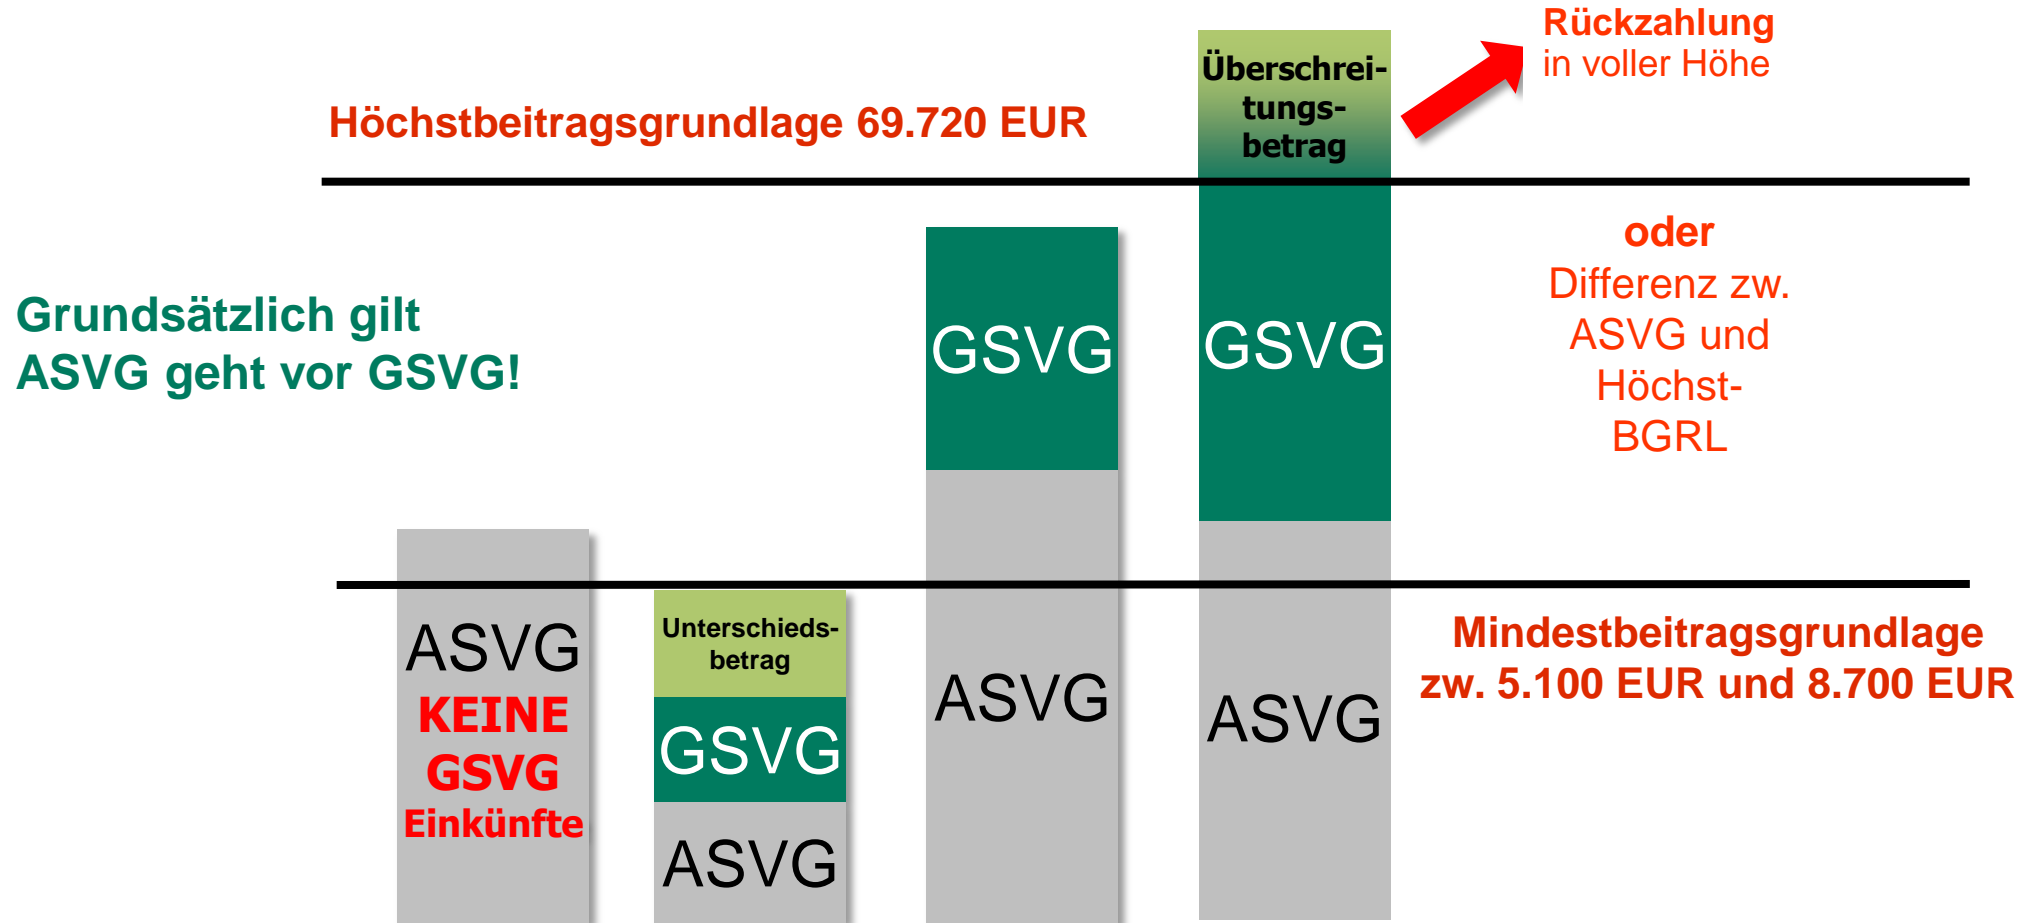 Rückzahlung
in voller Höhe
Überschrei-
tungs-
betrag
Höchstbeitragsgrundlage 69.720 EUR
oder
Differenz zw.
ASVG und
Höchst-
BGRL
Grundsätzlich gilt
ASVG geht vor GSVG!
GSVG
GSVG
ASVG
KEINE
GSVG
Einkünfte
Unterschieds-
betrag
GSVG
ASVG
ASVG
ASVG
Mindestbeitragsgrundlage
zw. 5.100 EUR und 8.700 EUR